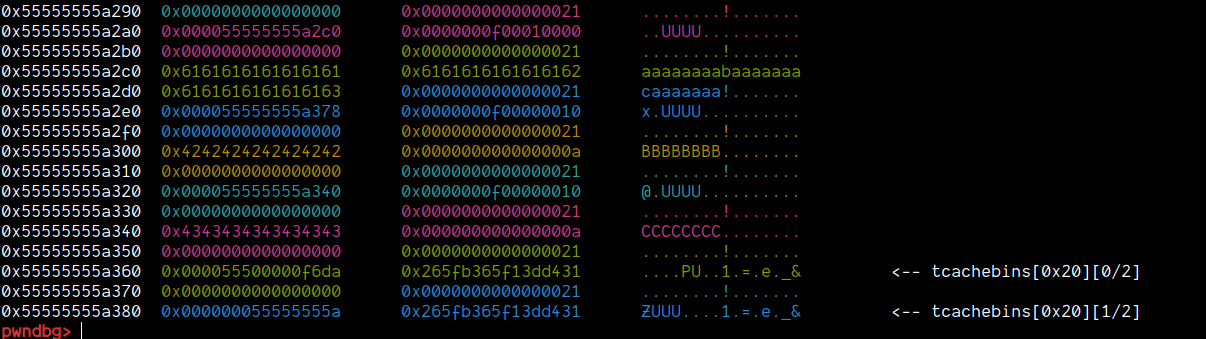 0x55555555a290 0x0000000000000000 0x0000000000000021 ........!.......
0x55555555a2a0 0x000055555555a2c0 0x0000000f00010000 ..UUUU..........
0x55555555a2b0 0x0000000000000000 0x0000000000000021 ........!.......
0x55555555a2c0 0x6161616161616161 0x6161616161616162 aaaaaaaabaaaaaaa
0x55555555a2d0 0x6161616161616163 0x0000000000000021 caaaaaaa!.......
0x55555555a2e0 0x000055555555a378 0x0000000f00000010 x.UUUU..........
0x55555555a2f0 0x0000000000000000 0x0000000000000021 ........!.......
0x55555555a300 0x4242424242424242 0x000000000000000a BBBBBBBB........
0x55555555a310 0x0000000000000000 0x0000000000000021 ........!.......
0x55555555a320 0x000055555555a340 0x0000000f00000010 @.UUUU..........
0x55555555a330 0x0000000000000000 0x0000000000000021 ........!.......
0x55555555a340 0x4343434343434343 0x000000000000000a CCCCCCCC........
0x55555555a350 0x0000000000000000 0x0000000000000021 ........!.......
0x55555555a360 0x000055500000f6da 0x265fb365f13dd431 ....PU..1.=.e._& <-- tcachebins[0x20][0/2]
0x55555555a370 0x0000000000000000 0x0000000000000021 ........!.......
0x55555555a380 0x000000055555555a 0x265fb365f13dd431 ZUUU....1.=.e._& <-- tcachebins[0x20][1/2]
pwndbg>